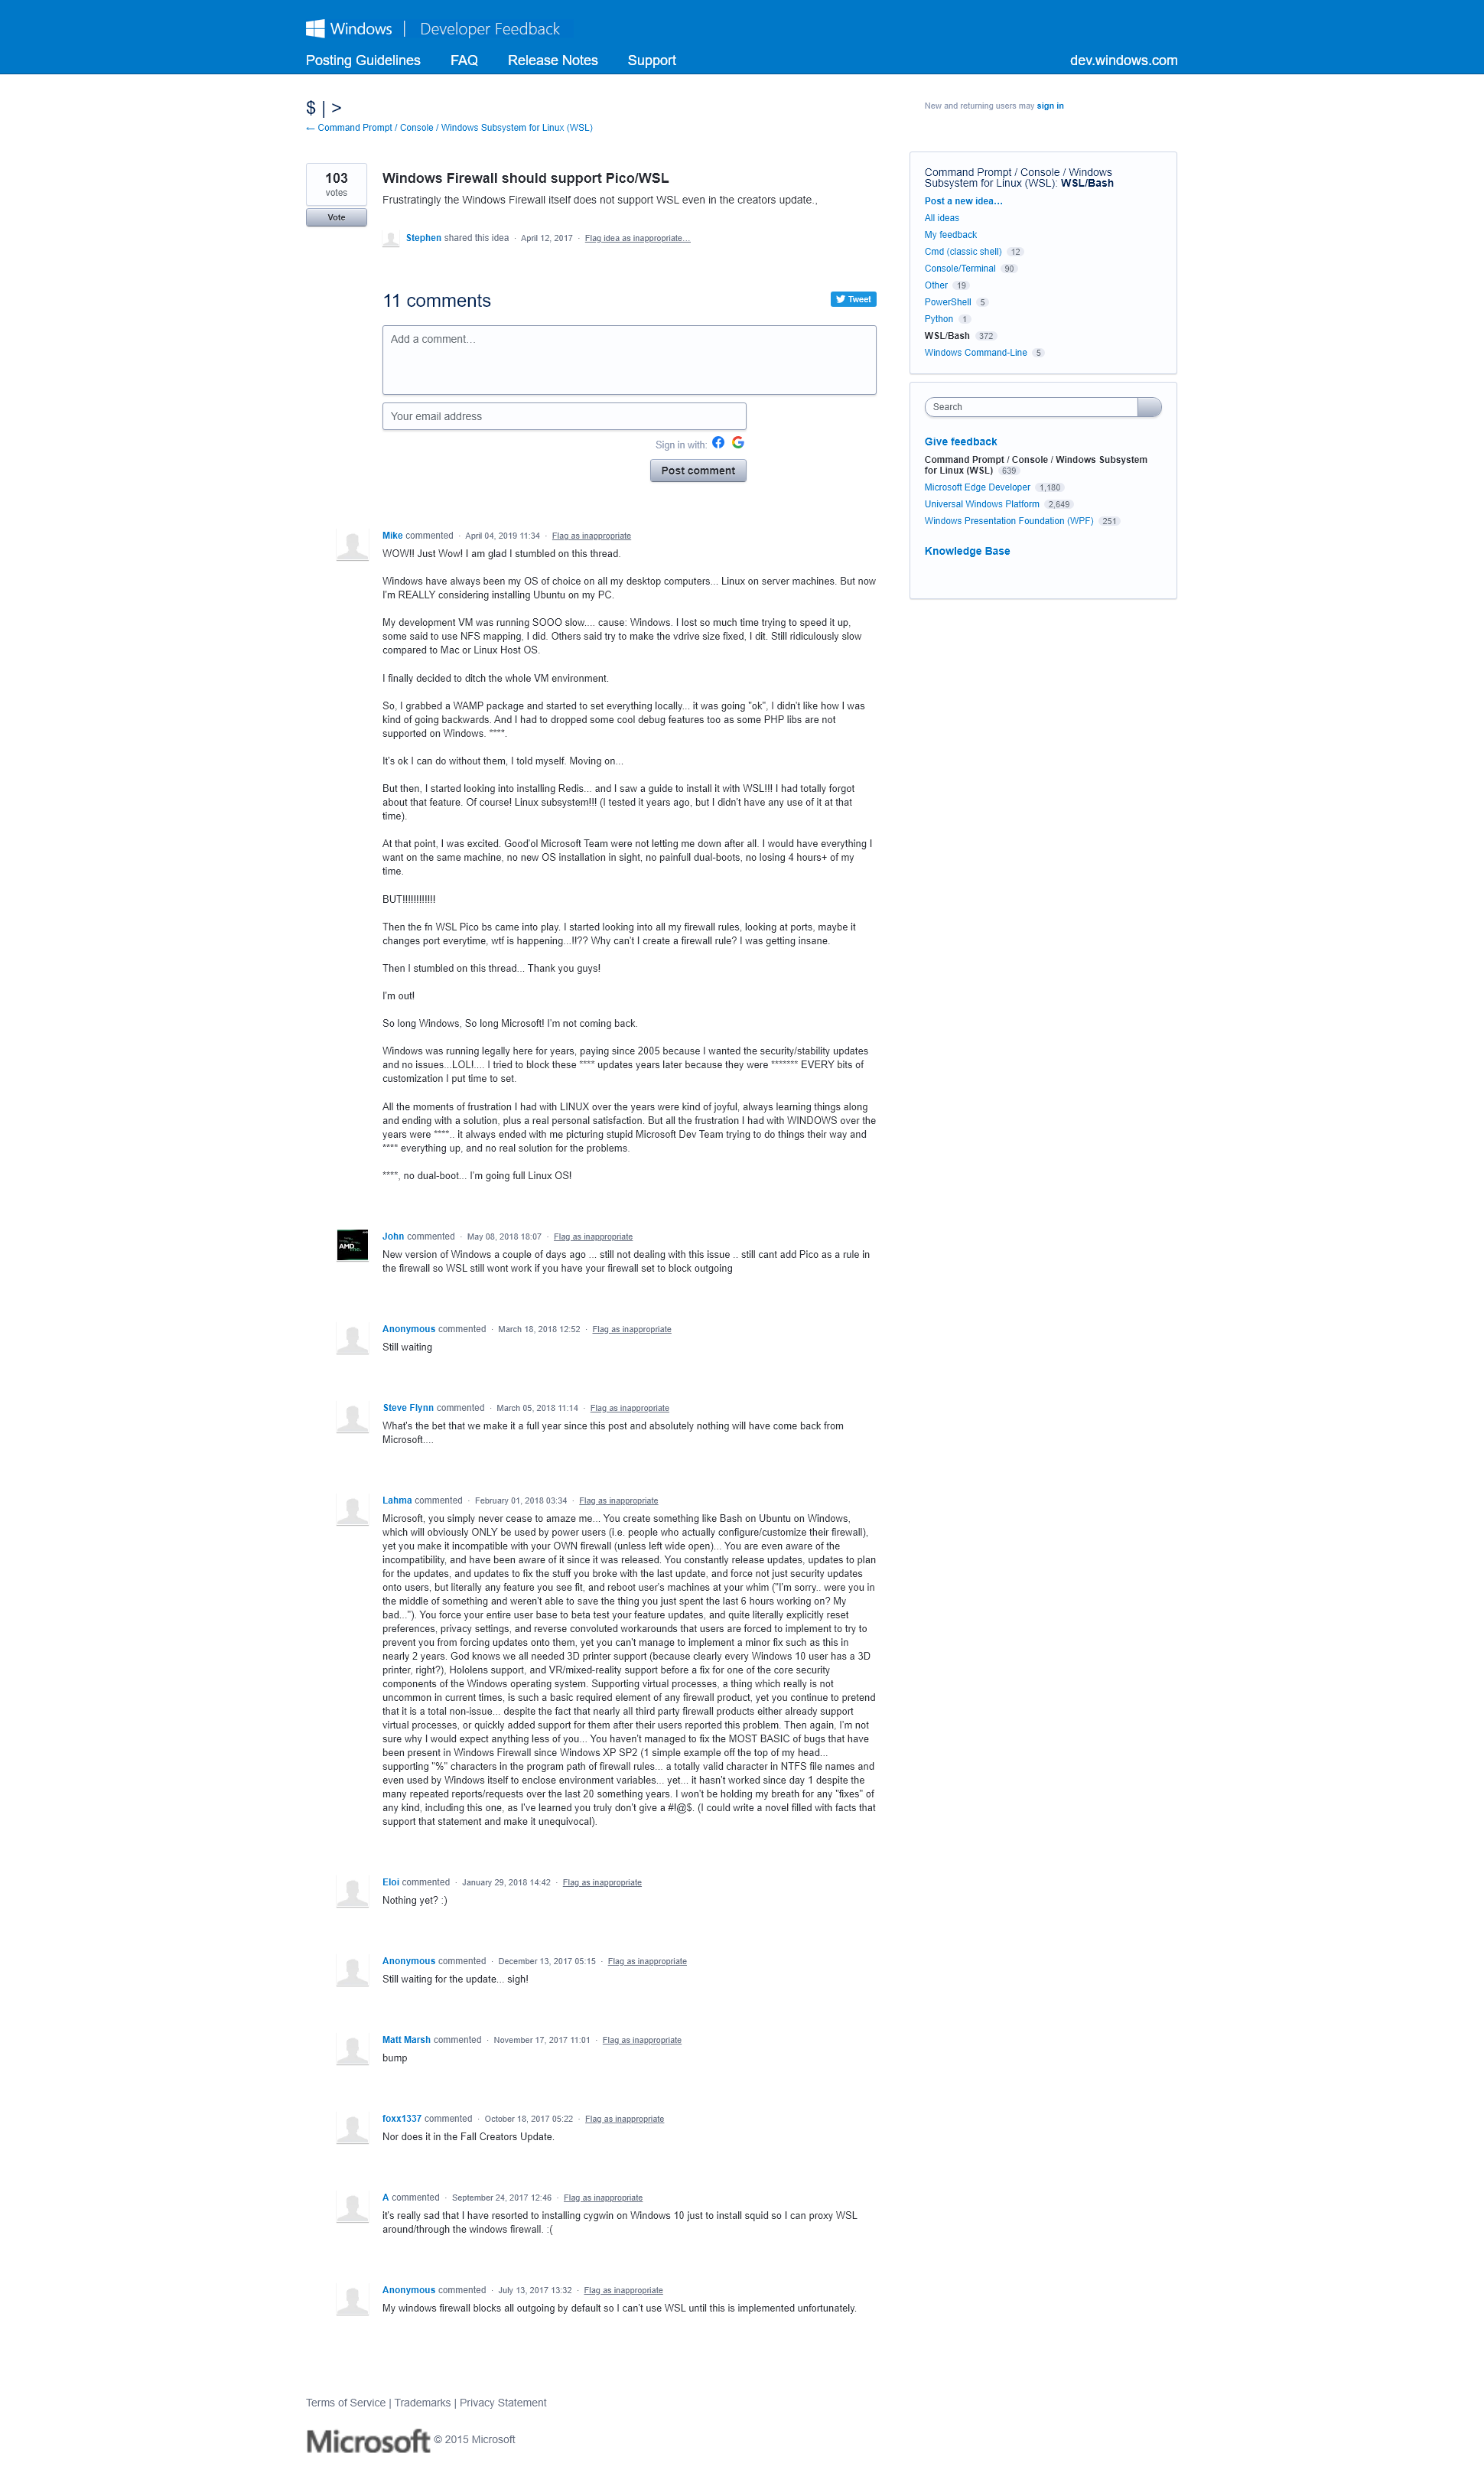 Windows | Developer Feedback
Posting Guidelines FAQ Release Notes Support dev.windows.com
$ | >
← Command Prompt / Console / Windows Subsystem for Linux (WSL)
New and returning users may sign in
103
votes
Vote
Windows Firewall should support Pico/WSL
Frustratingly the Windows Firewall itself does not support WSL even in the creators update.,
Stephen shared this idea · April 12, 2017 · Flag idea as inappropriate…
11 comments
Tweet
Add a comment…
Your email address
Sign in with:
Post comment
Mike commented · April 04, 2019 11:34 · Flag as inappropriate
WOW!! Just Wow! I am glad I stumbled on this thread.
Windows have always been my OS of choice on all my desktop computers... Linux on server machines. But now
I'm REALLY considering installing Ubuntu on my PC.
My development VM was running SOOO slow.... cause: Windows. I lost so much time trying to speed it up,
some said to use NFS mapping, I did. Others said try to make the vdrive size fixed, I dit. Still ridiculously slow
compared to Mac or Linux Host OS.
I finally decided to ditch the whole VM environment.
So, I grabbed a WAMP package and started to set everything locally... it was going "ok", I didn't like how I was
kind of going backwards. And I had to dropped some cool debug features too as some PHP libs are not
supported on Windows. ****.
It's ok I can do without them, I told myself. Moving on...
But then, I started looking into installing Redis... and I saw a guide to install it with WSL!!! I had totally forgot
about that feature. Of course! Linux subsystem!!! (I tested it years ago, but I didn't have any use of it at that
time).
At that point, I was excited. Good'ol Microsoft Team were not letting me down after all. I would have everything I
want on the same machine, no new OS installation in sight, no painfull dual-boots, no losing 4 hours+ of my
time.
BUT!!!!!!!!!!!!
Then the fn WSL Pico bs came into play. I started looking into all my firewall rules, looking at ports, maybe it
changes port everytime, wtf is happening...!!?? Why can't I create a firewall rule? I was getting insane.
Then I stumbled on this thread... Thank you guys!
I'm out!
So long Windows, So long Microsoft! I'm not coming back.
Windows was running legally here for years, paying since 2005 because I wanted the security/stability updates
and no issues...LOL!.... I tried to block these **** updates years later because they were ******* EVERY bits of
customization I put time to set.
All the moments of frustration I had with LINUX over the years were kind of joyful, always learning things along
and ending with a solution, plus a real personal satisfaction. But all the frustration I had with WINDOWS over the
years were ****.. it always ended with me picturing stupid Microsoft Dev Team trying to do things their way and
**** everything up, and no real solution for the problems.
****, no dual-boot... I'm going full Linux OS!
AMD
John commented · May 08, 2018 18:07 · Flag as inappropriate
New version of Windows a couple of days ago ... still not dealing with this issue .. still cant add Pico as a rule in
the firewall so WSL still wont work if you have your firewall set to block outgoing
Anonymous commented · March 18, 2018 12:52 · Flag as inappropriate
Still waiting
Steve Flynn commented · March 05, 2018 11:14 · Flag as inappropriate
What's the bet that we make it a full year since this post and absolutely nothing will have come back from
Microsoft....
Lahma commented · February 01, 2018 03:34 · Flag as inappropriate
Microsoft, you simply never cease to amaze me... You create something like Bash on Ubuntu on Windows,
which will obviously ONLY be used by power users (i.e. people who actually configure/customize their firewall),
yet you make it incompatible with your OWN firewall (unless left wide open)... You are even aware of the
incompatibility, and have been aware of it since it was released. You constantly release updates, updates to plan
for the updates, and updates to fix the stuff you broke with the last update, and force not just security updates
onto users, but literally any feature you see fit, and reboot user's machines at your whim ("I'm sorry.. were you in
the middle of something and weren't able to save the thing you just spent the last 6 hours working on? My
bad..."). You force your entire user base to beta test your feature updates, and quite literally explicitly reset
preferences, privacy settings, and reverse convoluted workarounds that users are forced to implement to try to
prevent you from forcing updates onto them, yet you can't manage to implement a minor fix such as this in
nearly 2 years. God knows we all needed 3D printer support (because clearly every Windows 10 user has a 3D
printer, right?), Hololens support, and VR/mixed-reality support before a fix for one of the core security
components of the Windows operating system. Supporting virtual processes, a thing which really is not
uncommon in current times, is such a basic required element of any firewall product, yet you continue to pretend
that it is a total non-issue... despite the fact that nearly all third party firewall products either already support
virtual processes, or quickly added support for them after their users reported this problem. Then again, I'm not
sure why I would expect anything less of you... You haven't managed to fix the MOST BASIC of bugs that have
been present in Windows Firewall since Windows XP SP2 (1 simple example off the top of my head...
supporting "%" characters in the program path of firewall rules... a totally valid character in NTFS file names and
even used by Windows itself to enclose environment variables... yet... it hasn't worked since day 1 despite the
many repeated reports/requests over the last 20 something years. I won't be holding my breath for any "fixes" of
any kind, including this one, as I've learned you truly don't give a #!@$. (I could write a novel filled with facts that
support that statement and make it unequivocal).
Eloi commented · January 29, 2018 14:42 · Flag as inappropriate
Nothing yet? :)
Anonymous commented · December 13, 2017 05:15 · Flag as inappropriate
Still waiting for the update... sigh!
Matt Marsh commented · November 17, 2017 11:01 · Flag as inappropriate
bump
foxx1337 commented · October 18, 2017 05:22 · Flag as inappropriate
Nor does it in the Fall Creators Update.
A commented · September 24, 2017 12:46 · Flag as inappropriate
it's really sad that I have resorted to installing cygwin on Windows 10 just to install squid so I can proxy WSL
around/through the windows firewall. :(
Anonymous commented · July 13, 2017 13:32 · Flag as inappropriate
My windows firewall blocks all outgoing by default so I can't use WSL until this is implemented unfortunately.
Command Prompt / Console / Windows
Subsystem for Linux (WSL): WSL/Bash
Post a new idea…
All ideas
My feedback
Cmd (classic shell) 12
Console/Terminal 90
Other 19
PowerShell 5
Python 1
WSL/Bash 372
Windows Command-Line 5
Search
Give feedback
Command Prompt / Console / Windows Subsystem
for Linux (WSL) 639
Microsoft Edge Developer 1,180
Universal Windows Platform 2,649
Windows Presentation Foundation (WPF) 251
Knowledge Base
Terms of Service | Trademarks | Privacy Statement
Microsoft © 2015 Microsoft